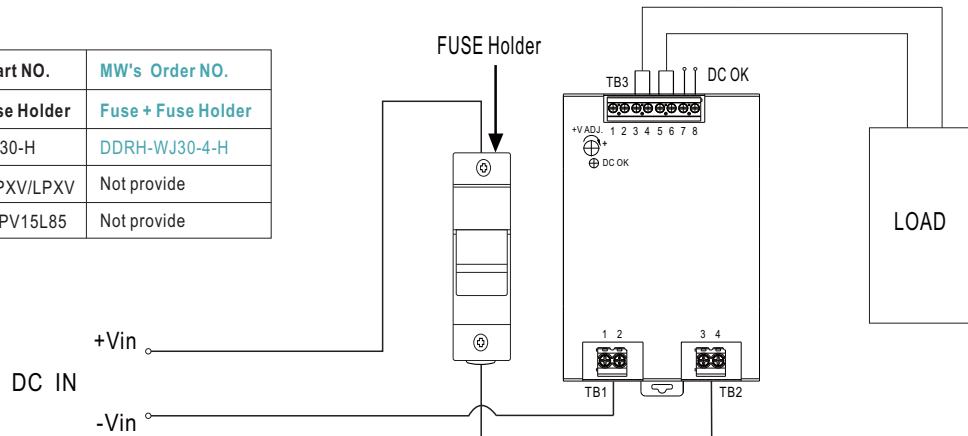 art NO. MW's Order NO.
se Holder Fuse + Fuse Holder
30-H DDRH-WJ30-4-H
PXV/LPXV Not provide
PV15L85 Not provide
FUSE Holder
TB3 DC OK
1 2 3 4 5 6 7 8
+V ADJ.
+
DC OK
LOAD
+Vin
DC IN
-Vin
1 2
3 4
TB1
TB2